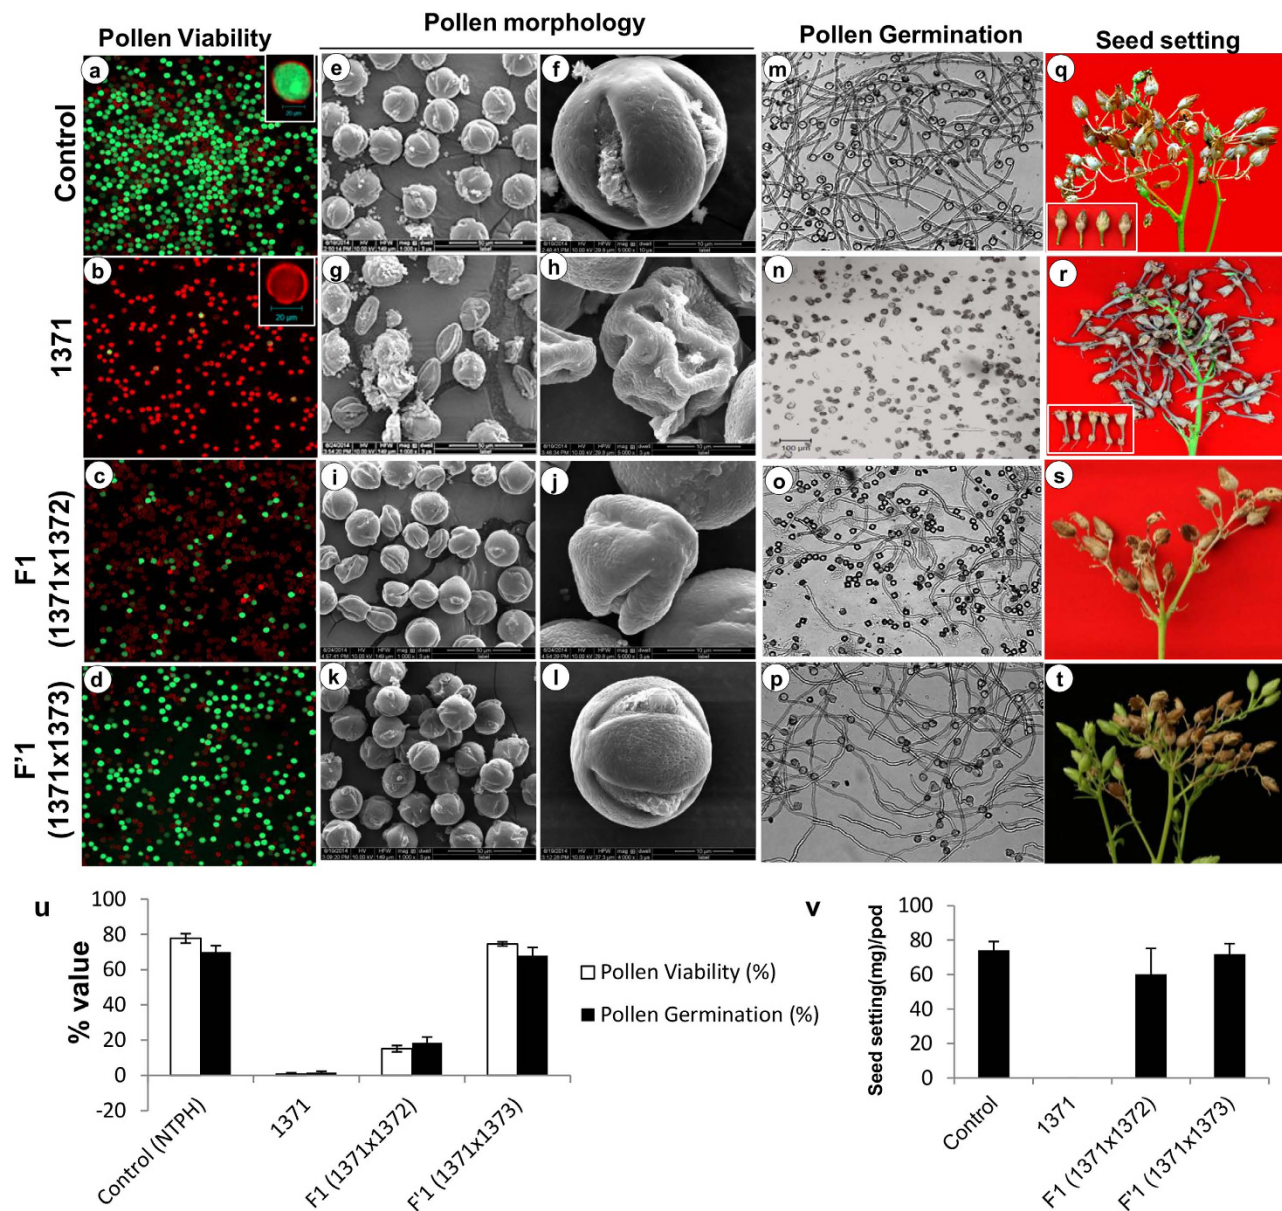 Pollen Viability
Pollen morphology
Pollen Germination
Seed setting
Control
a
20 µm
e
f
m
q
1371
b
20 µm
g
h
n
100 µm
r
F1
(1371x1372)
c
i
j
o
s
F'1
(1371x1373)
d
k
l
p
t
u
100
80
60
40
20
0
-20
% value
Control (NTPH)
1371
F1 (1371x1372)
F'1 (1371x1373)
Pollen Viability (%)
Pollen Germination (%)
v
100
80
60
40
20
0
Seed setting(mg)/pod
Control
1371
F1 (1371x1372)
F'1 (1371x1373)